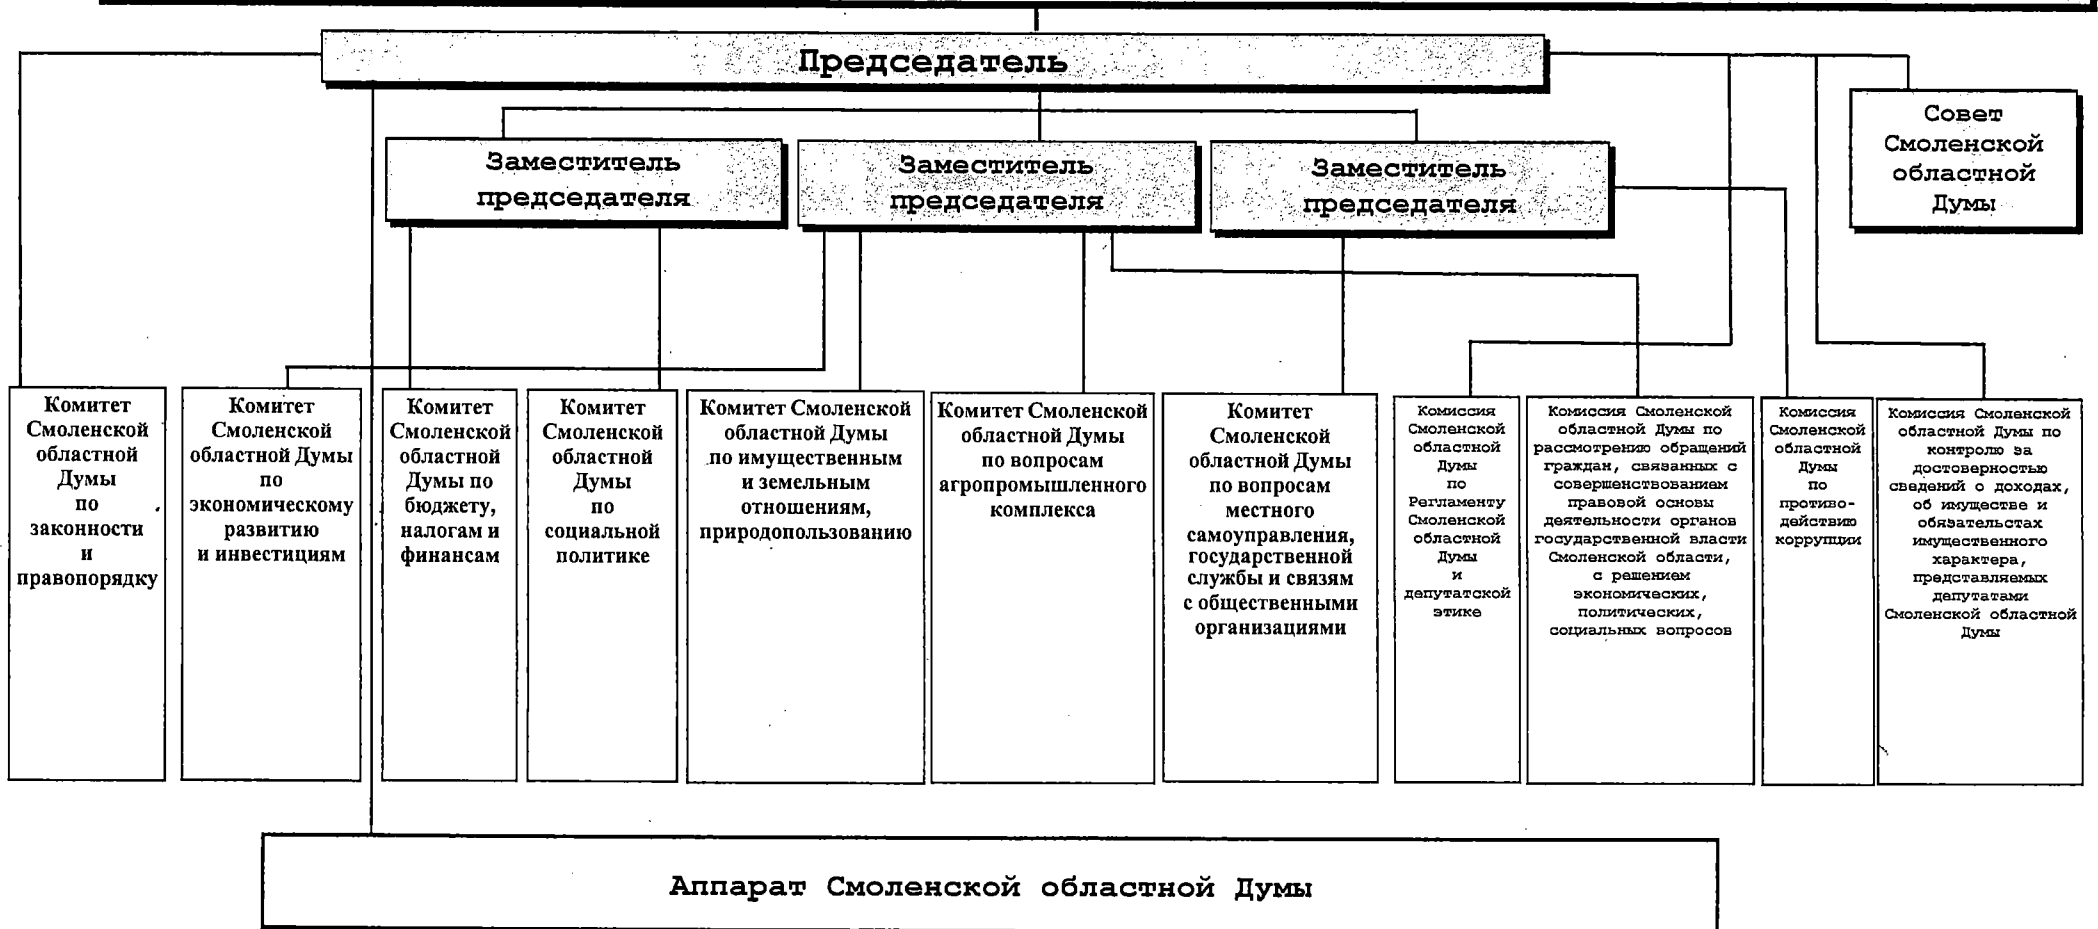 Председатель
Совет
Смоленской
областной
Думы
Заместитель
председателя
Заместитель
председателя
Заместитель
председателя
Комитет
Смоленской
областной
Думы
по
законности
и
правопорядку
Комитет
Смоленской
областной Думы
по
экономическому
развитию
и инвестициям
Комитет
Смоленской
областной
Думы по
бюджету,
налогам и
финансам
Комитет
Смоленской
областной
Думы
по
социальной
политике
Комитет Смоленской
областной Думы
по имущественным
и земельным
отношениям,
природопользованию
Комитет Смоленской
областной Думы
по вопросам
агропромышленного
комплекса
Комитет
Смоленской
областной Думы
по вопросам
местного
самоуправления,
государственной
службы и связям
с общественными
организациями
Комиссия
Смоленской
областной
Думы
по
Регламенту
Смоленской
областной
Думы
и
депутатской
этике
Комиссия Смоленской
областной Думы по
рассмотрению обращений
граждан, связанных с
совершенствованием
правовой основы
деятельности органов
государственной власти
Смоленской области,
с решением
экономических,
политических,
социальных вопросов
Комиссия
Смоленской
областной
Думы
по
противо-
действию
коррупции
Комиссия Смоленской
областной Думы по
контролю за
достоверностью
сведений о доходах,
об имуществе и
обязательстах
имущественного
характера,
представляемых
депутатами
Смоленской областной
Думы
Аппарат Смоленской областной Думы